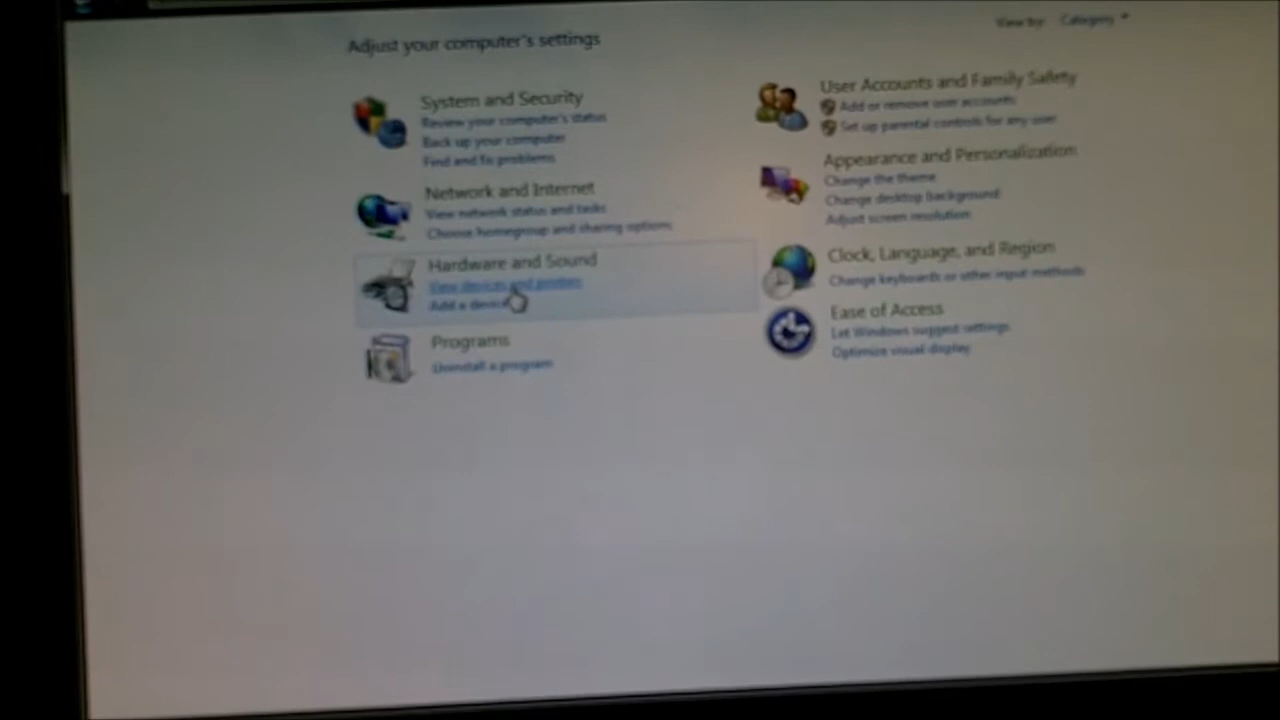 View by: Category
Adjust your computer's settings
System and Security
Review your computer's status
Back up your computer
Find and fix problems
Network and Internet
View network status and tasks
Choose homegroup and sharing options
Hardware and Sound
View devices and printers
Add a device
Programs
Uninstall a program
User Accounts and Family Safety
Add or remove user accounts
Set up parental controls for any user
Appearance and Personalization
Change the theme
Change desktop background
Adjust screen resolution
Clock, Language, and Region
Change keyboards or other input methods
Ease of Access
Let Windows suggest settings
Optimize visual display